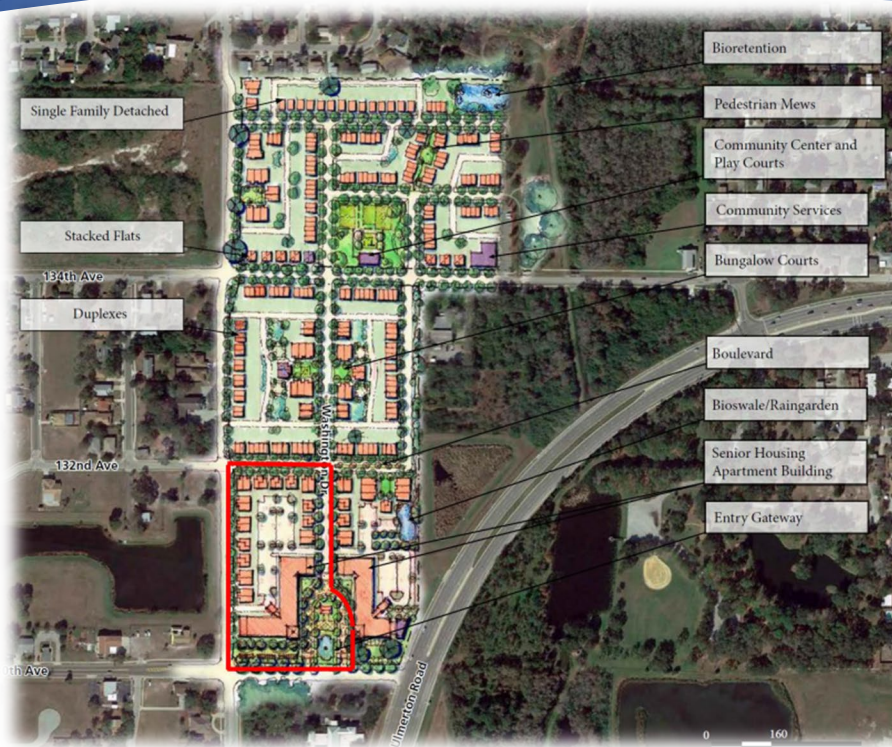 Bioretention
Single Family Detached
Pedestrian Mews
Community Center and
Play Courts
Community Services
Stacked Flats
Bungalow Courts
134th Ave
Duplexes
Boulevard
Bioswale/Raingarden
132nd Ave
Senior Housing
Apartment Building
Entry Gateway
th Ave
Ulmerton Road
0 160